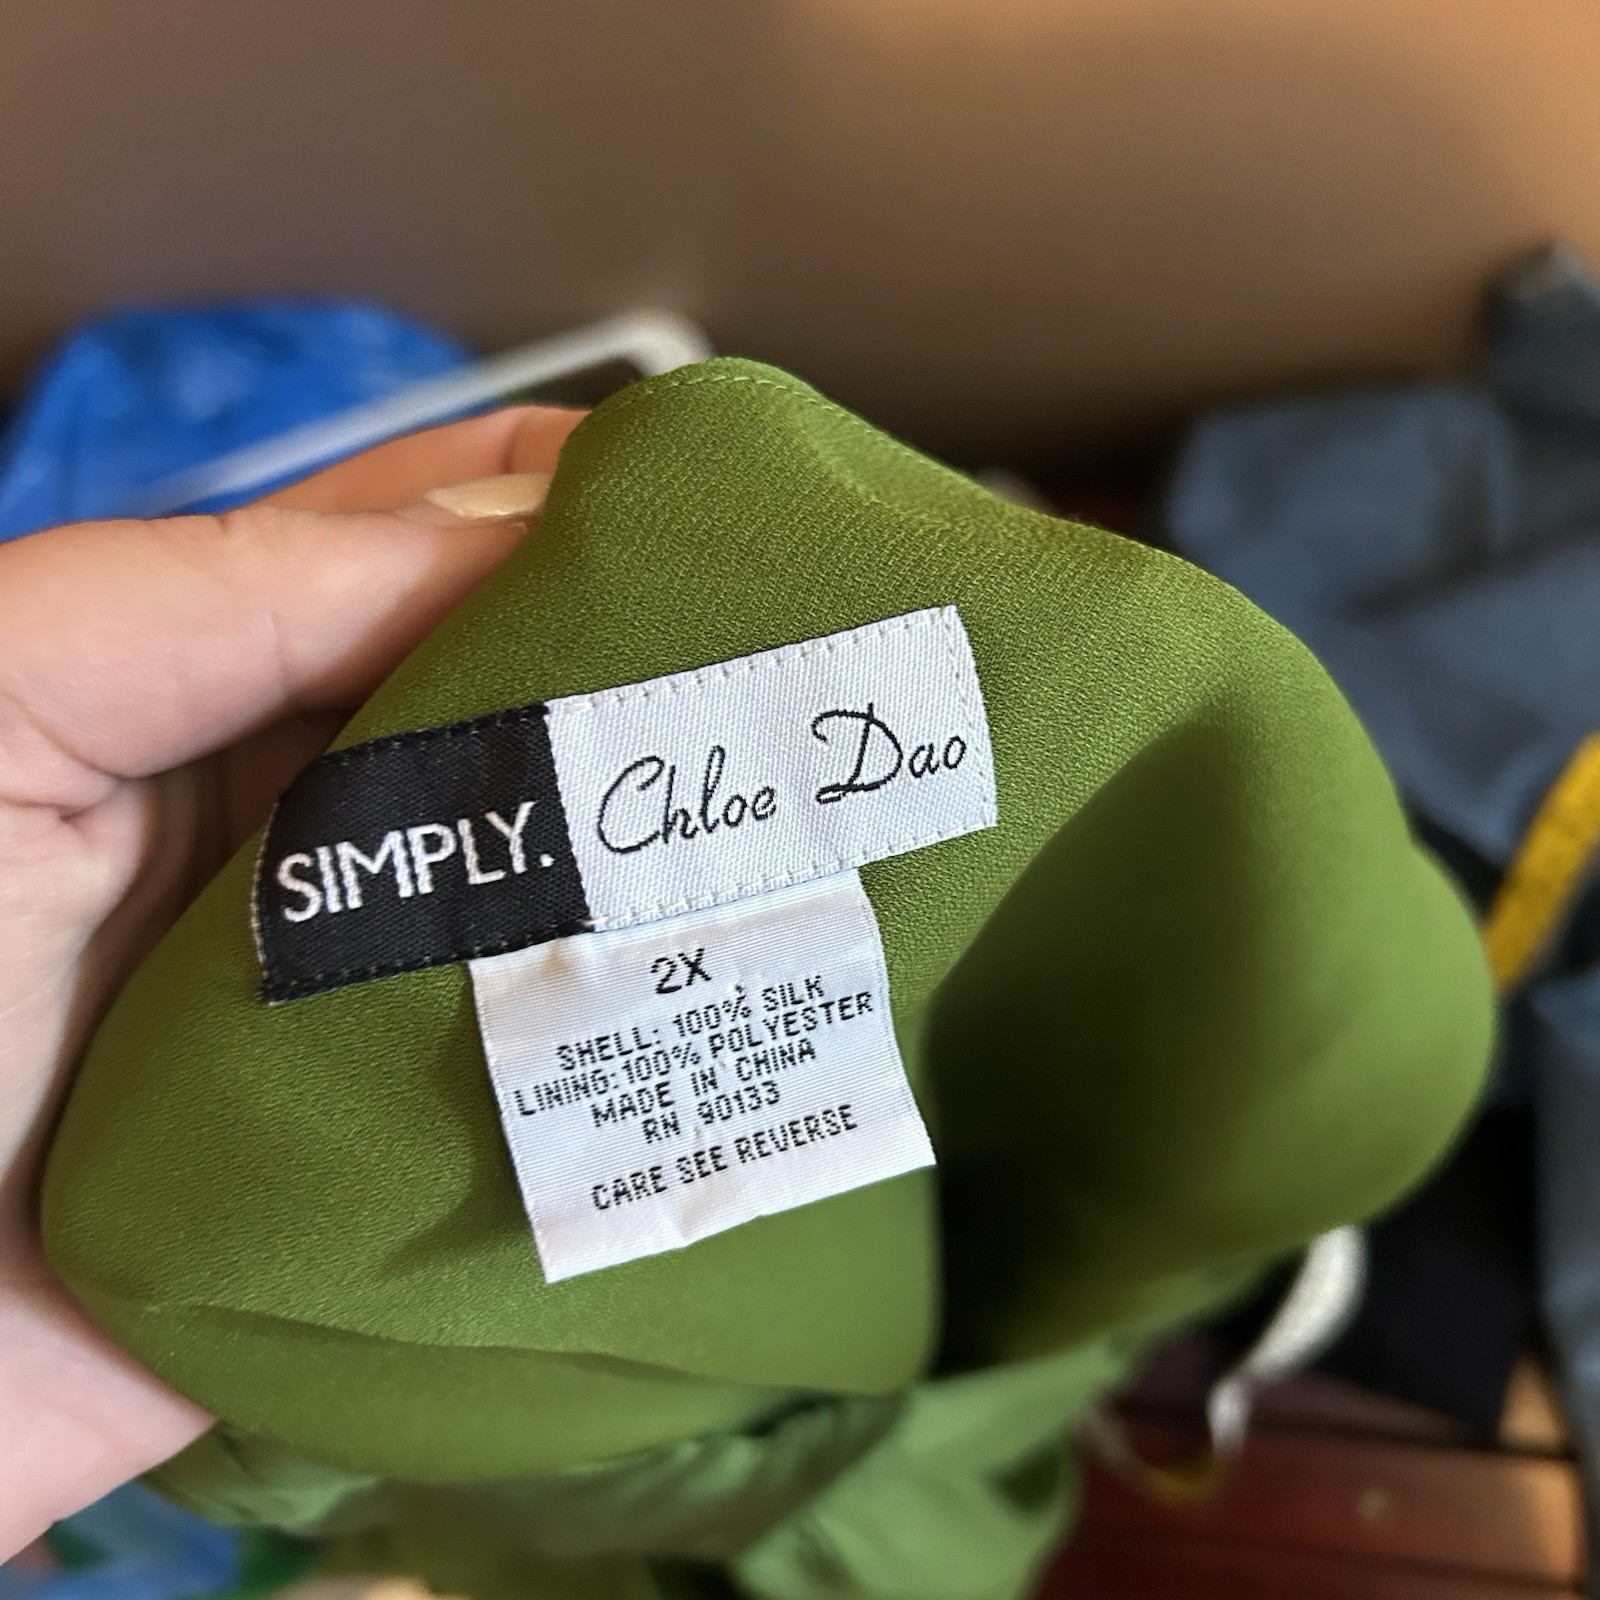 SIMPLY. Chloe Dao
2X
SHELL: 100% SILK
LINING:100% POLYESTER
MADE IN CHINA
RN 90133
CARE SEE REVERSE